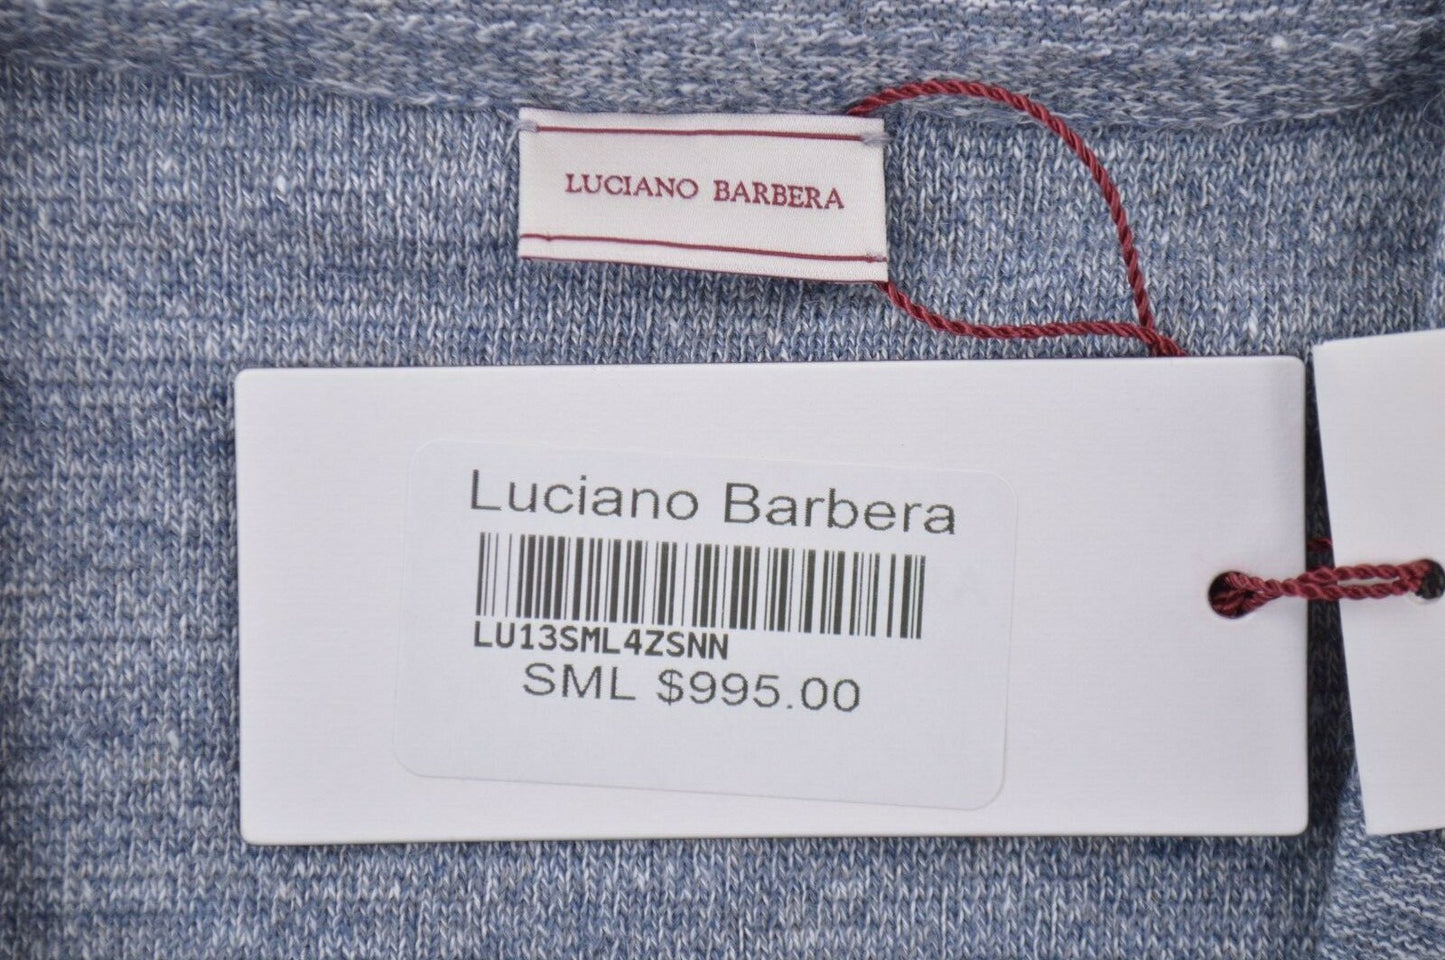 LUCIANO BARBERA
Luciano Barbera
LU13SML4ZSNN
SML $995.00